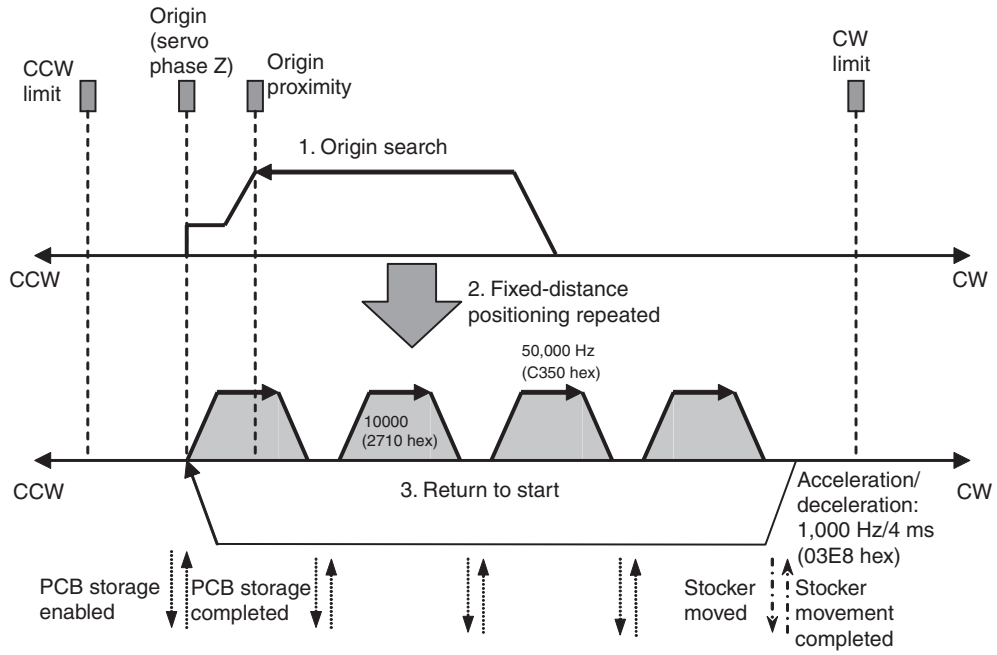 Origin
(servo
phase Z)
CCW
limit
Origin
proximity
CW
limit
1. Origin search
CCW
CW
2. Fixed-distance
positioning repeated
50,000 Hz
(C350 hex)
10000
(2710 hex)
CCW
CW
3. Return to start
Acceleration/
deceleration:
1,000 Hz/4 ms
(03E8 hex)
PCB storage
enabled
PCB storage
completed
Stocker
moved
Stocker
movement
completed